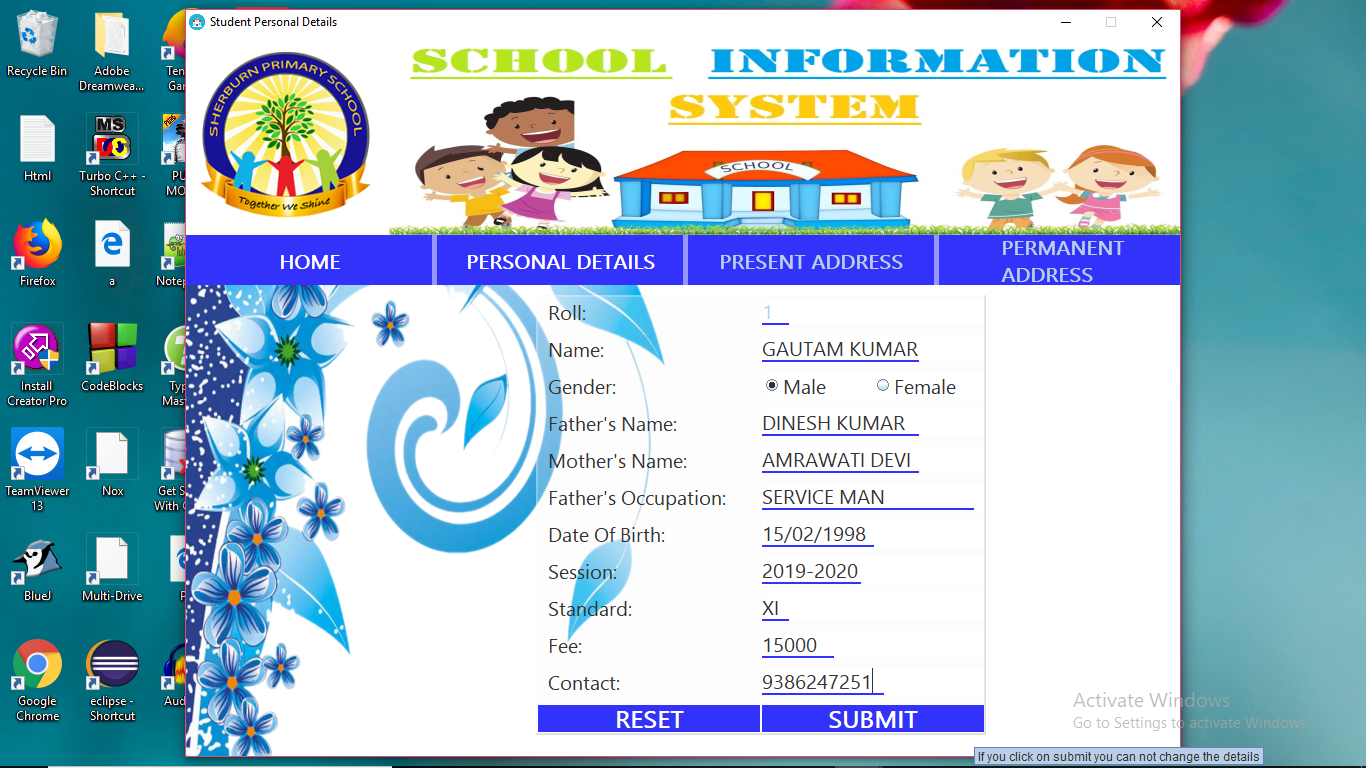 Student Personal Details
Recycle Bin
Adobe
Dreamwea...
Ten
Ga
SHERBURN PRIMARY SCHOOL
Together We Shine
SCHOOL INFORMATION
SYSTEM
SCHOOL
Html
MS
Turbo C++ -
Shortcut
PU
MO
Firefox
a
Notep
HOME
PERSONAL DETAILS
PRESENT ADDRESS
PERMANENT
ADDRESS
Install
Creator Pro
CodeBlocks
Typ
Mas
TeamViewer
13
Nox
Get S
With
BlueJ
Multi-Drive
P
Google
Chrome
eclipse -
Shortcut
Aud
Roll: 1
Name: GAUTAM KUMAR
Gender: Male Female
Father's Name: DINESH KUMAR
Mother's Name: AMRAWATI DEVI
Father's Occupation: SERVICE MAN
Date Of Birth: 15/02/1998
Session: 2019-2020
Standard: XI
Fee: 15000
Contact: 9386247251
RESET SUBMIT
Activate Windows
Go to Settings to activate Windows.
If you click on submit you can not change the details